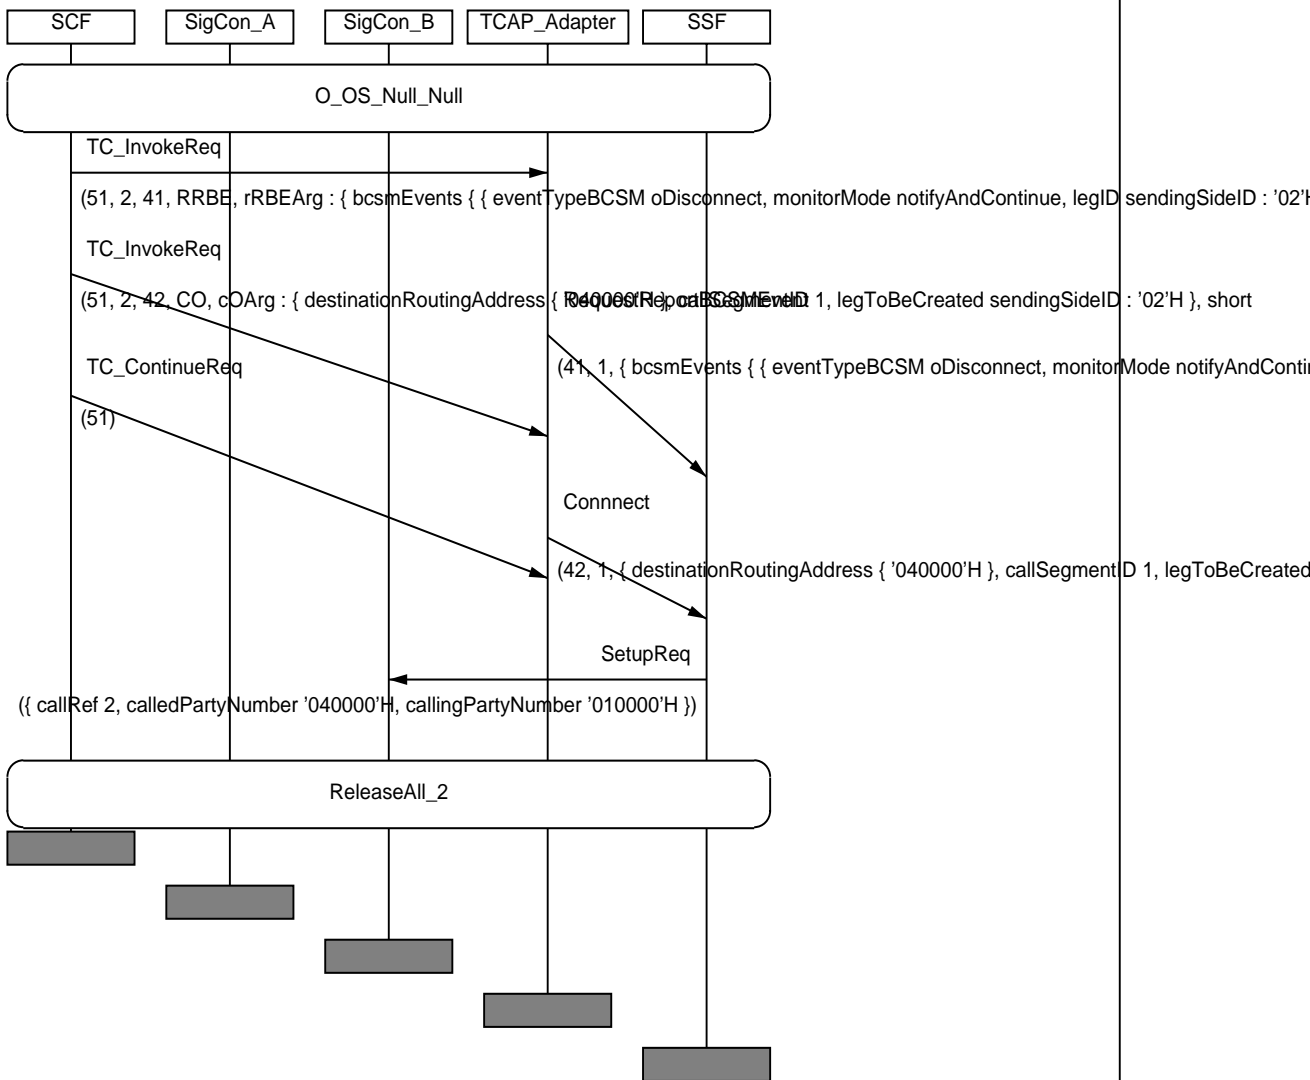 SCF SigCon_A SigCon_B TCAP_Adapter SSF
O_OS_Null_Null
TC_InvokeReq
(51, 2, 41, RRBE, rRBEArg : { bcsmEvents { { eventTypeBCSM oDisconnect, monitorMode notifyAndContinue, legID sendingSideID : '02'H
TC_InvokeReq
(51, 2, 42, CO, cOArg : { destinationRoutingAddress { '040000'H }, callSegmentID 1, legToBeCreated sendingSideID : '02'H }, short
RequestReportBCSMEvent
TC_ContinueReq
(41, 1, { bcsmEvents { { eventTypeBCSM oDisconnect, monitorMode notifyAndContin
(51)
Connnect
(42, 1, { destinationRoutingAddress { '040000'H }, callSegmentID 1, legToBeCreated
SetupReq
({ callRef 2, calledPartyNumber '040000'H, callingPartyNumber '010000'H })
ReleaseAll_2